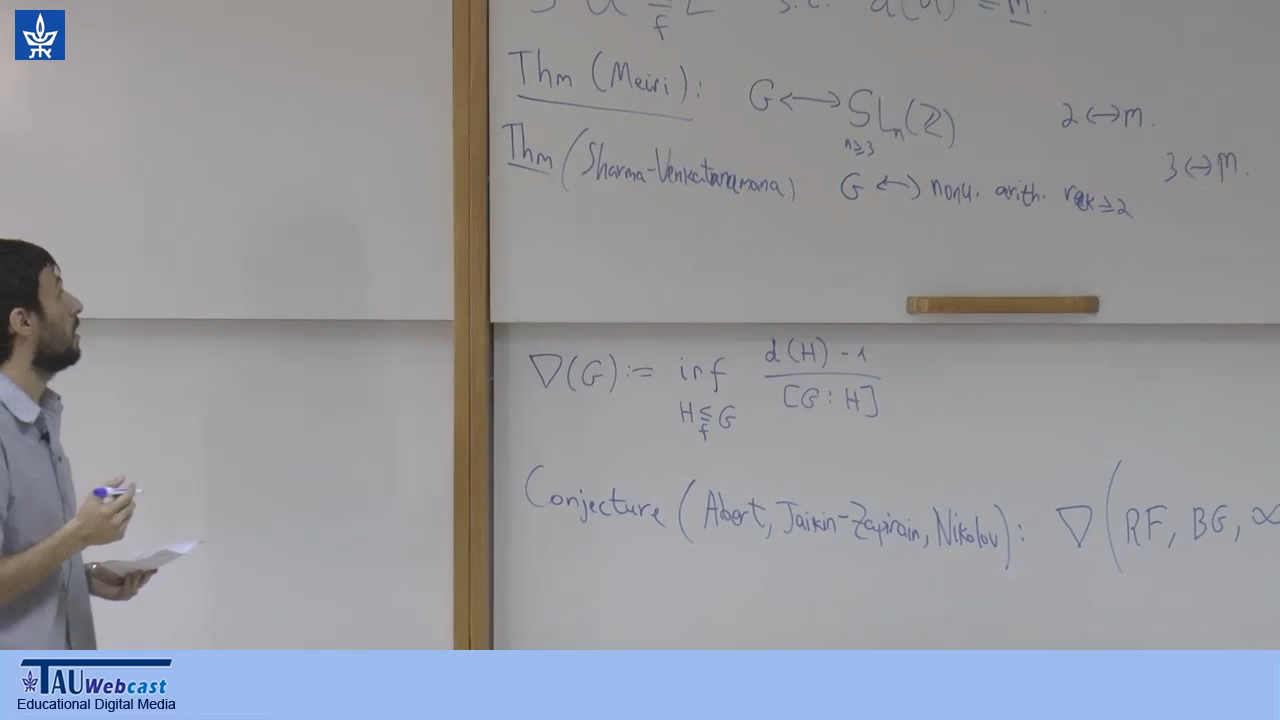 s.t. d(Δ) = m.
Thm (Meiri): G ↔ SLₙ(ℤ) 2 ↔ m.
n≥3
Thm (Sharma-Venkataramana) G ↔ nonu. arith. rank≥2 3 ↔ m.
∇(G) := inf d(H) - 1
H ≤ G [G : H]
f
Conjecture (Abert, Jaikin-Zapirain, Nikolov): ∇(RF, BG, ∞
TAU Webcast
Educational Digital Media